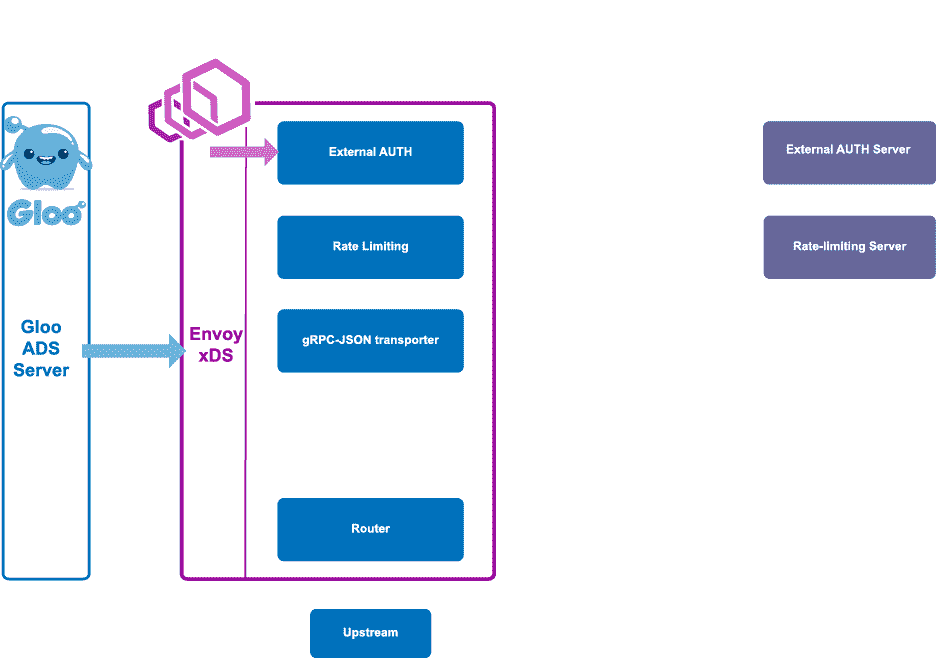 Gloo
Gloo
ADS
Server
Envoy
xDS
External AUTH
Rate Limiting
gRPC-JSON transporter
Router
Upstream
External AUTH Server
Rate-limiting Server